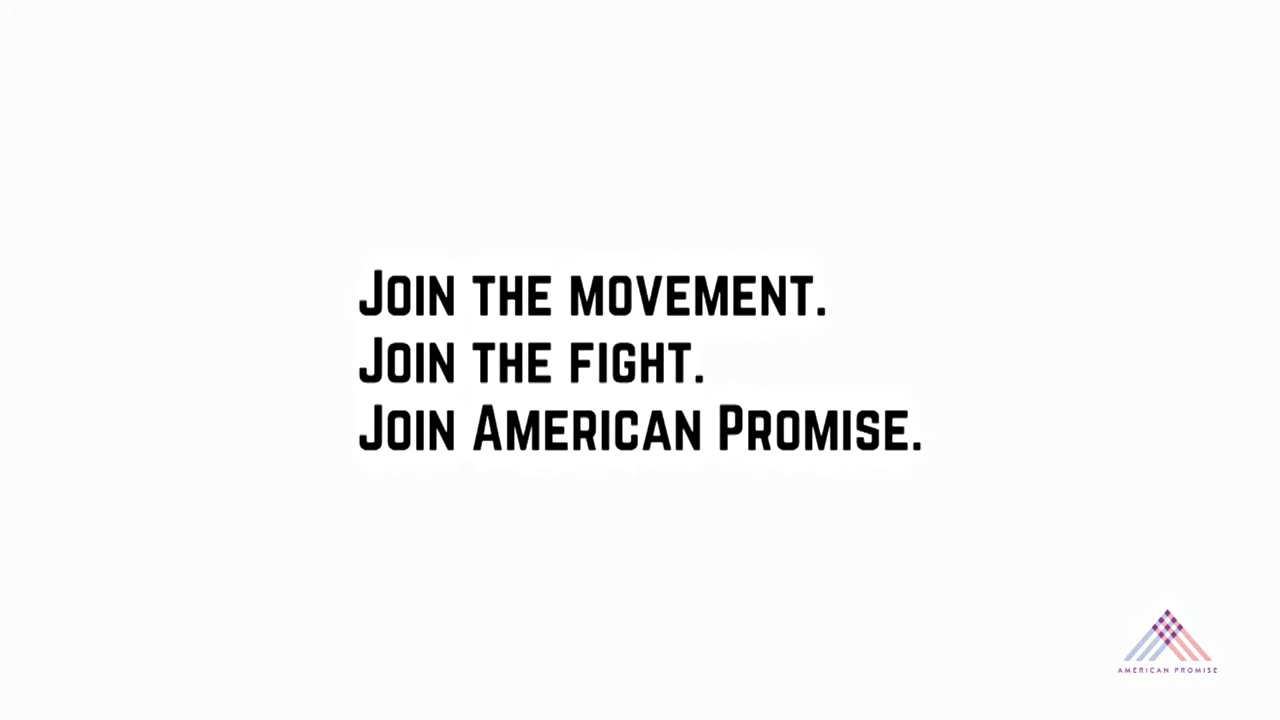 Join the movement.
Join the fight.
Join American Promise.
AMERICAN PROMISE